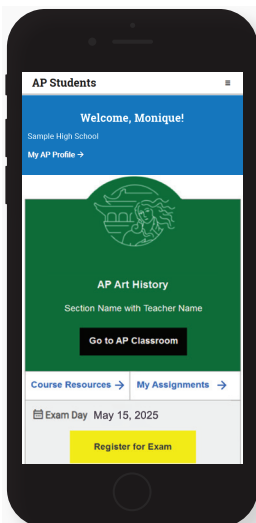 AP Students
Welcome, Monique!
Sample High School
My AP Profile →
AP Art History
Section Name with Teacher Name
Go to AP Classroom
Course Resources → My Assignments →
Exam Day May 15, 2025
Register for Exam